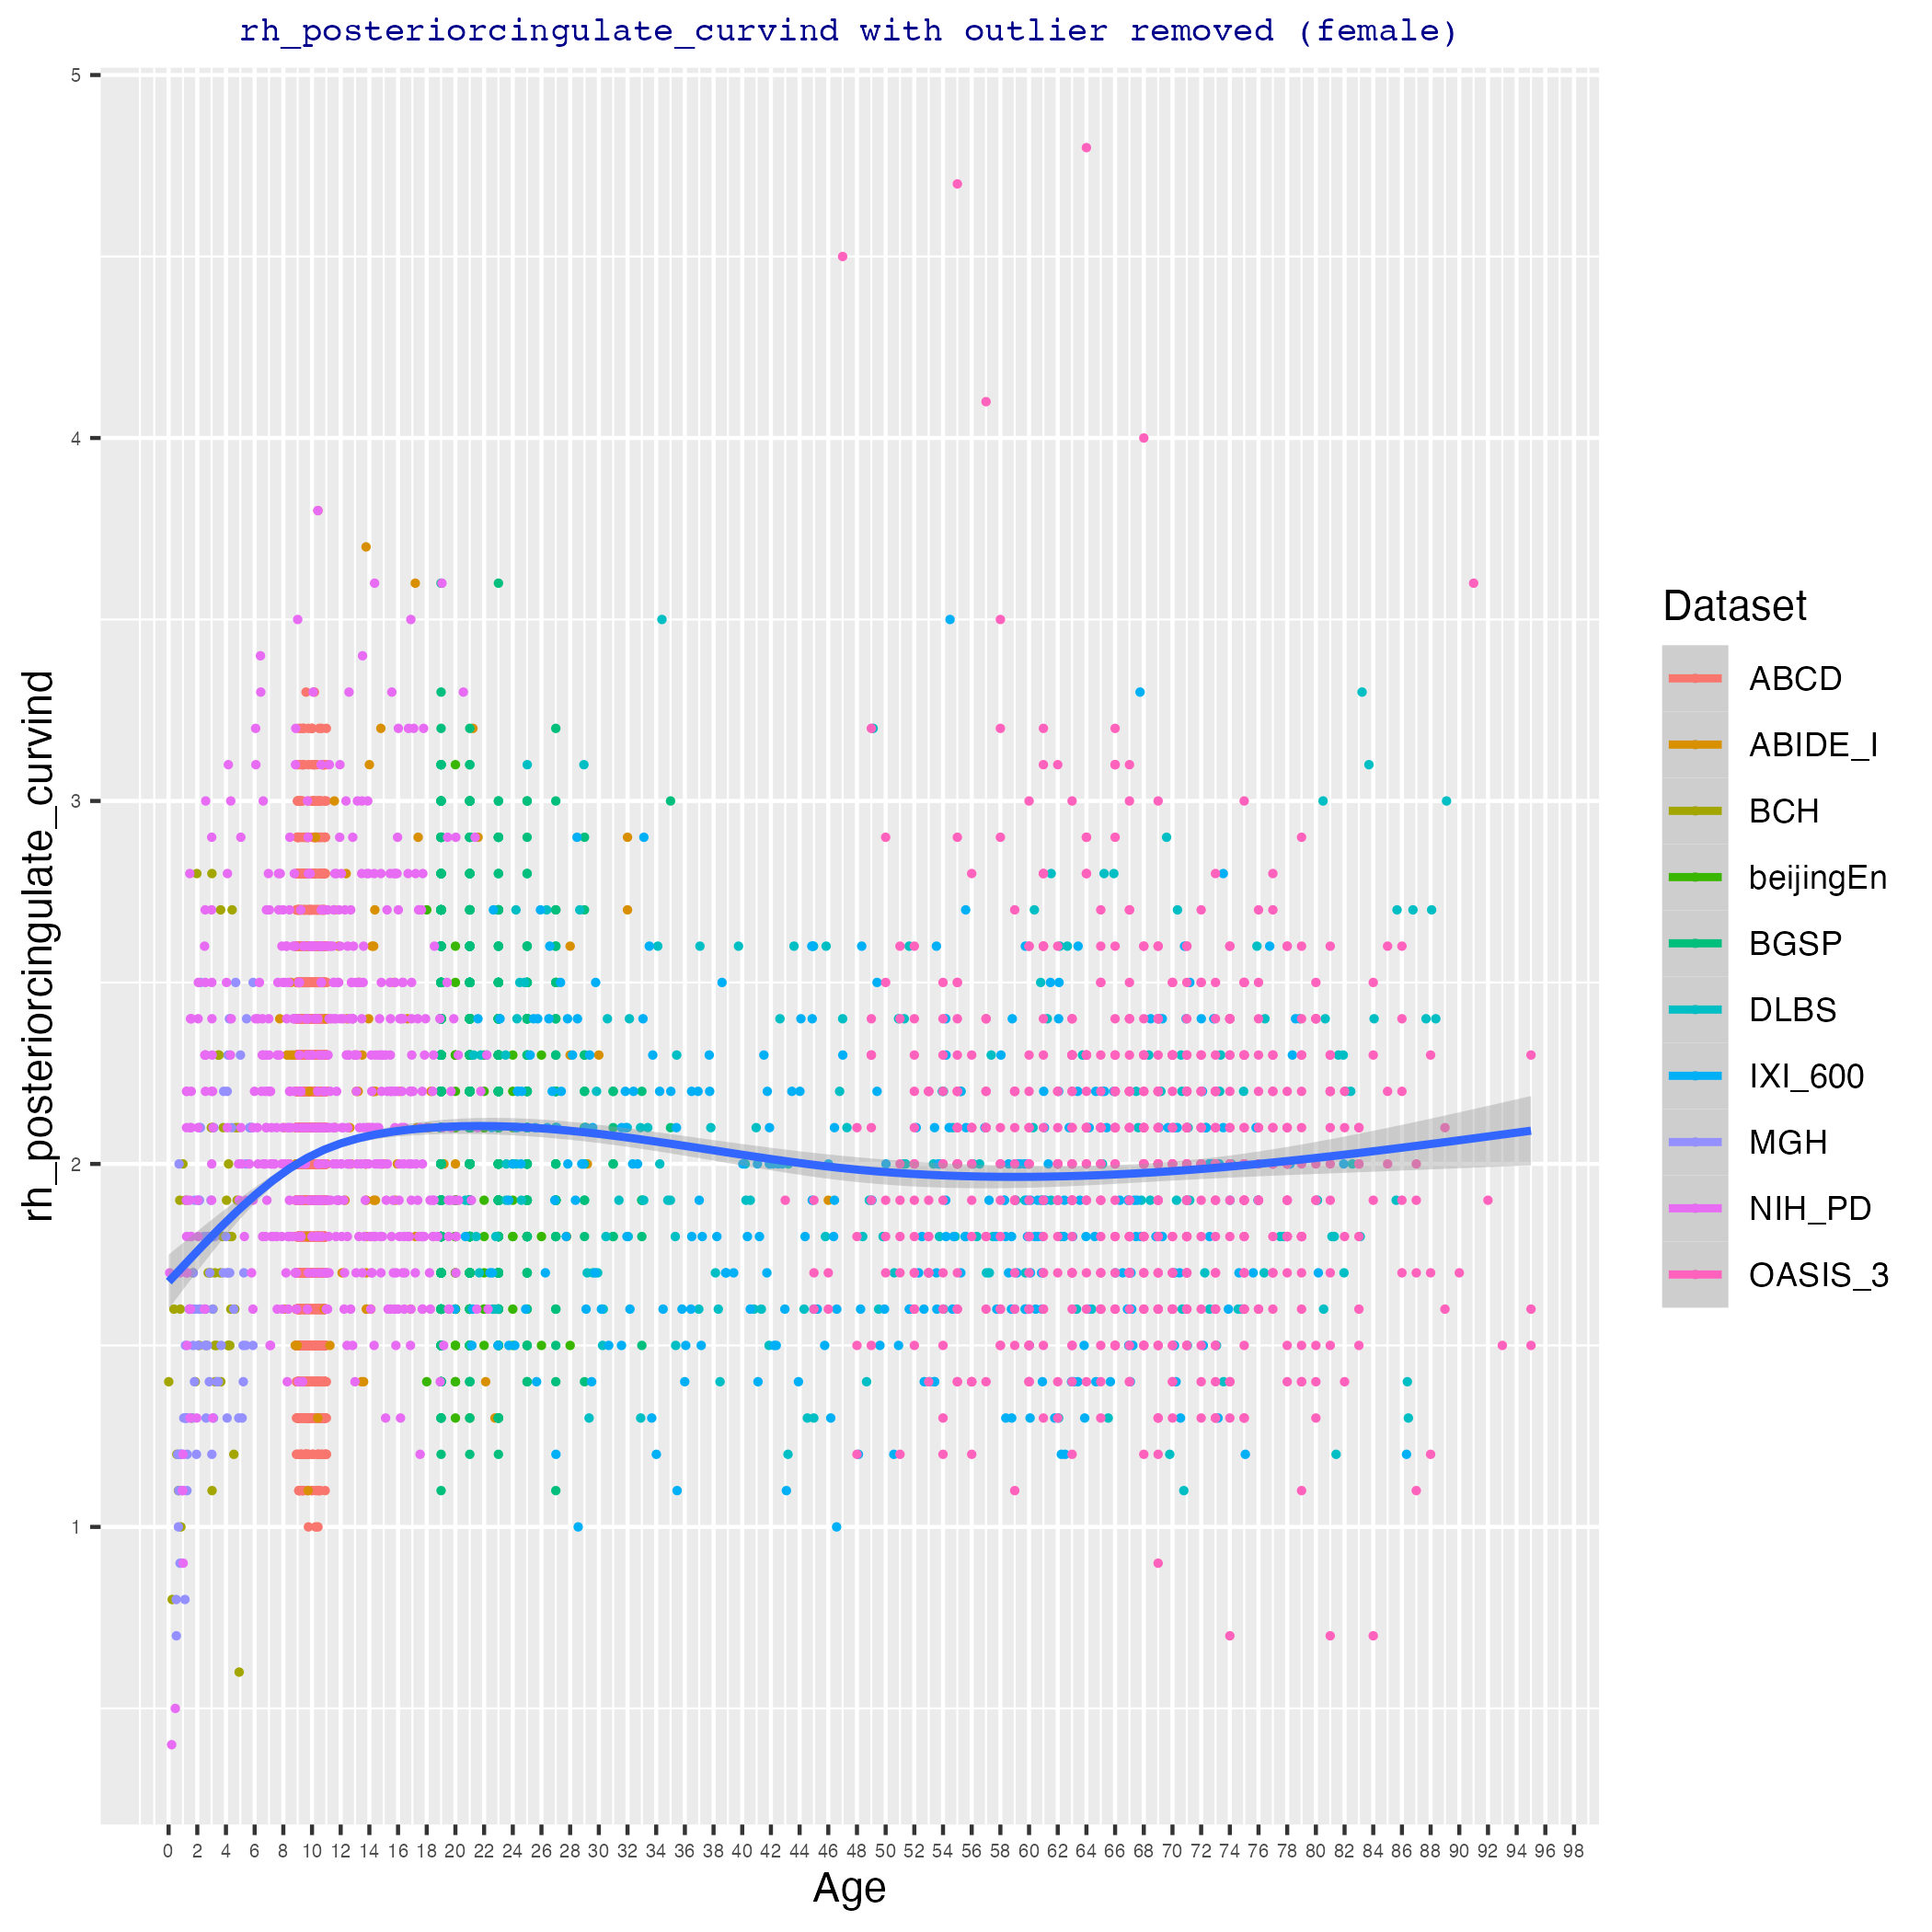 rh_posteriorcingulate_curvind with outlier removed (female)
5
4
3
2
1
rh_posteriorcingulate_curvind
0 2 4 6 8 10 12 14 16 18 20 22 24 26 28 30 32 34 36 38 40 42 44 46 48 50 52 54 56 58 60 62 64 66 68 70 72 74 76 78 80 82 84 86 88 90 92 94 96 98
Age
Dataset
ABCD
ABIDE_I
BCH
beijingEn
BGSP
DLBS
IXI_600
MGH
NIH_PD
OASIS_3